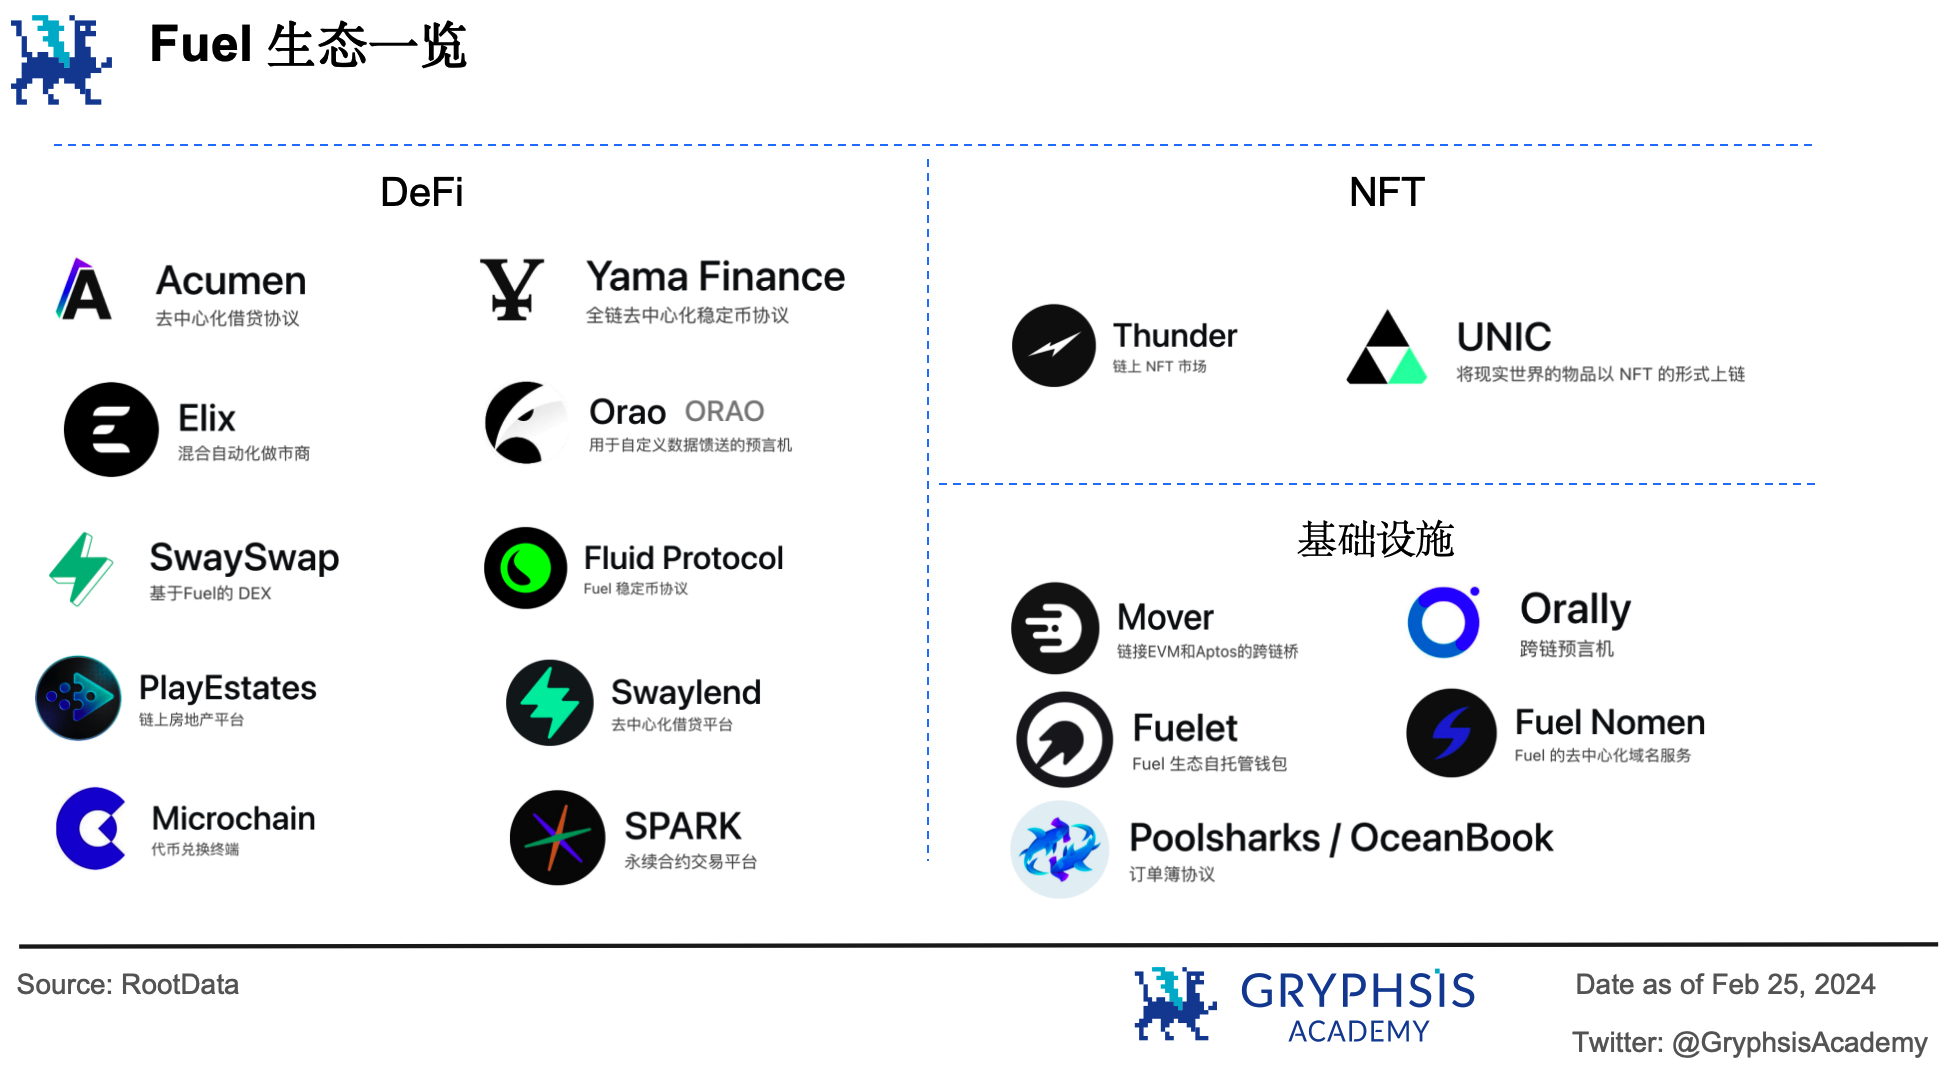 Fuel 生态一览
DeFi
Acumen
去中心化借贷协议
Yama Finance
全链去中心化稳定币协议
Elix
混合自动化做市商
Orao ORAO
用于自定义数据馈送的预言机
SwaySwap
基于Fuel的 DEX
Fluid Protocol
Fuel 稳定币协议
PlayEstates
链上房地产平台
Swaylend
去中心化借贷平台
Microchain
代币兑换终端
SPARK
永续合约交易平台
NFT
Thunder
链上 NFT 市场
UNIC
将现实世界的物品以 NFT 的形式上链
基础设施
Mover
链接EVM和Aptos的跨链桥
Orally
跨链预言机
Fuelet
Fuel 生态自托管钱包
Fuel Nomen
Fuel 的去中心化域名服务
Poolsharks / OceanBook
订单簿协议
Source: RootData
GRYPHSIS
ACADEMY
Date as of Feb 25, 2024
Twitter: @GryphsisAcademy